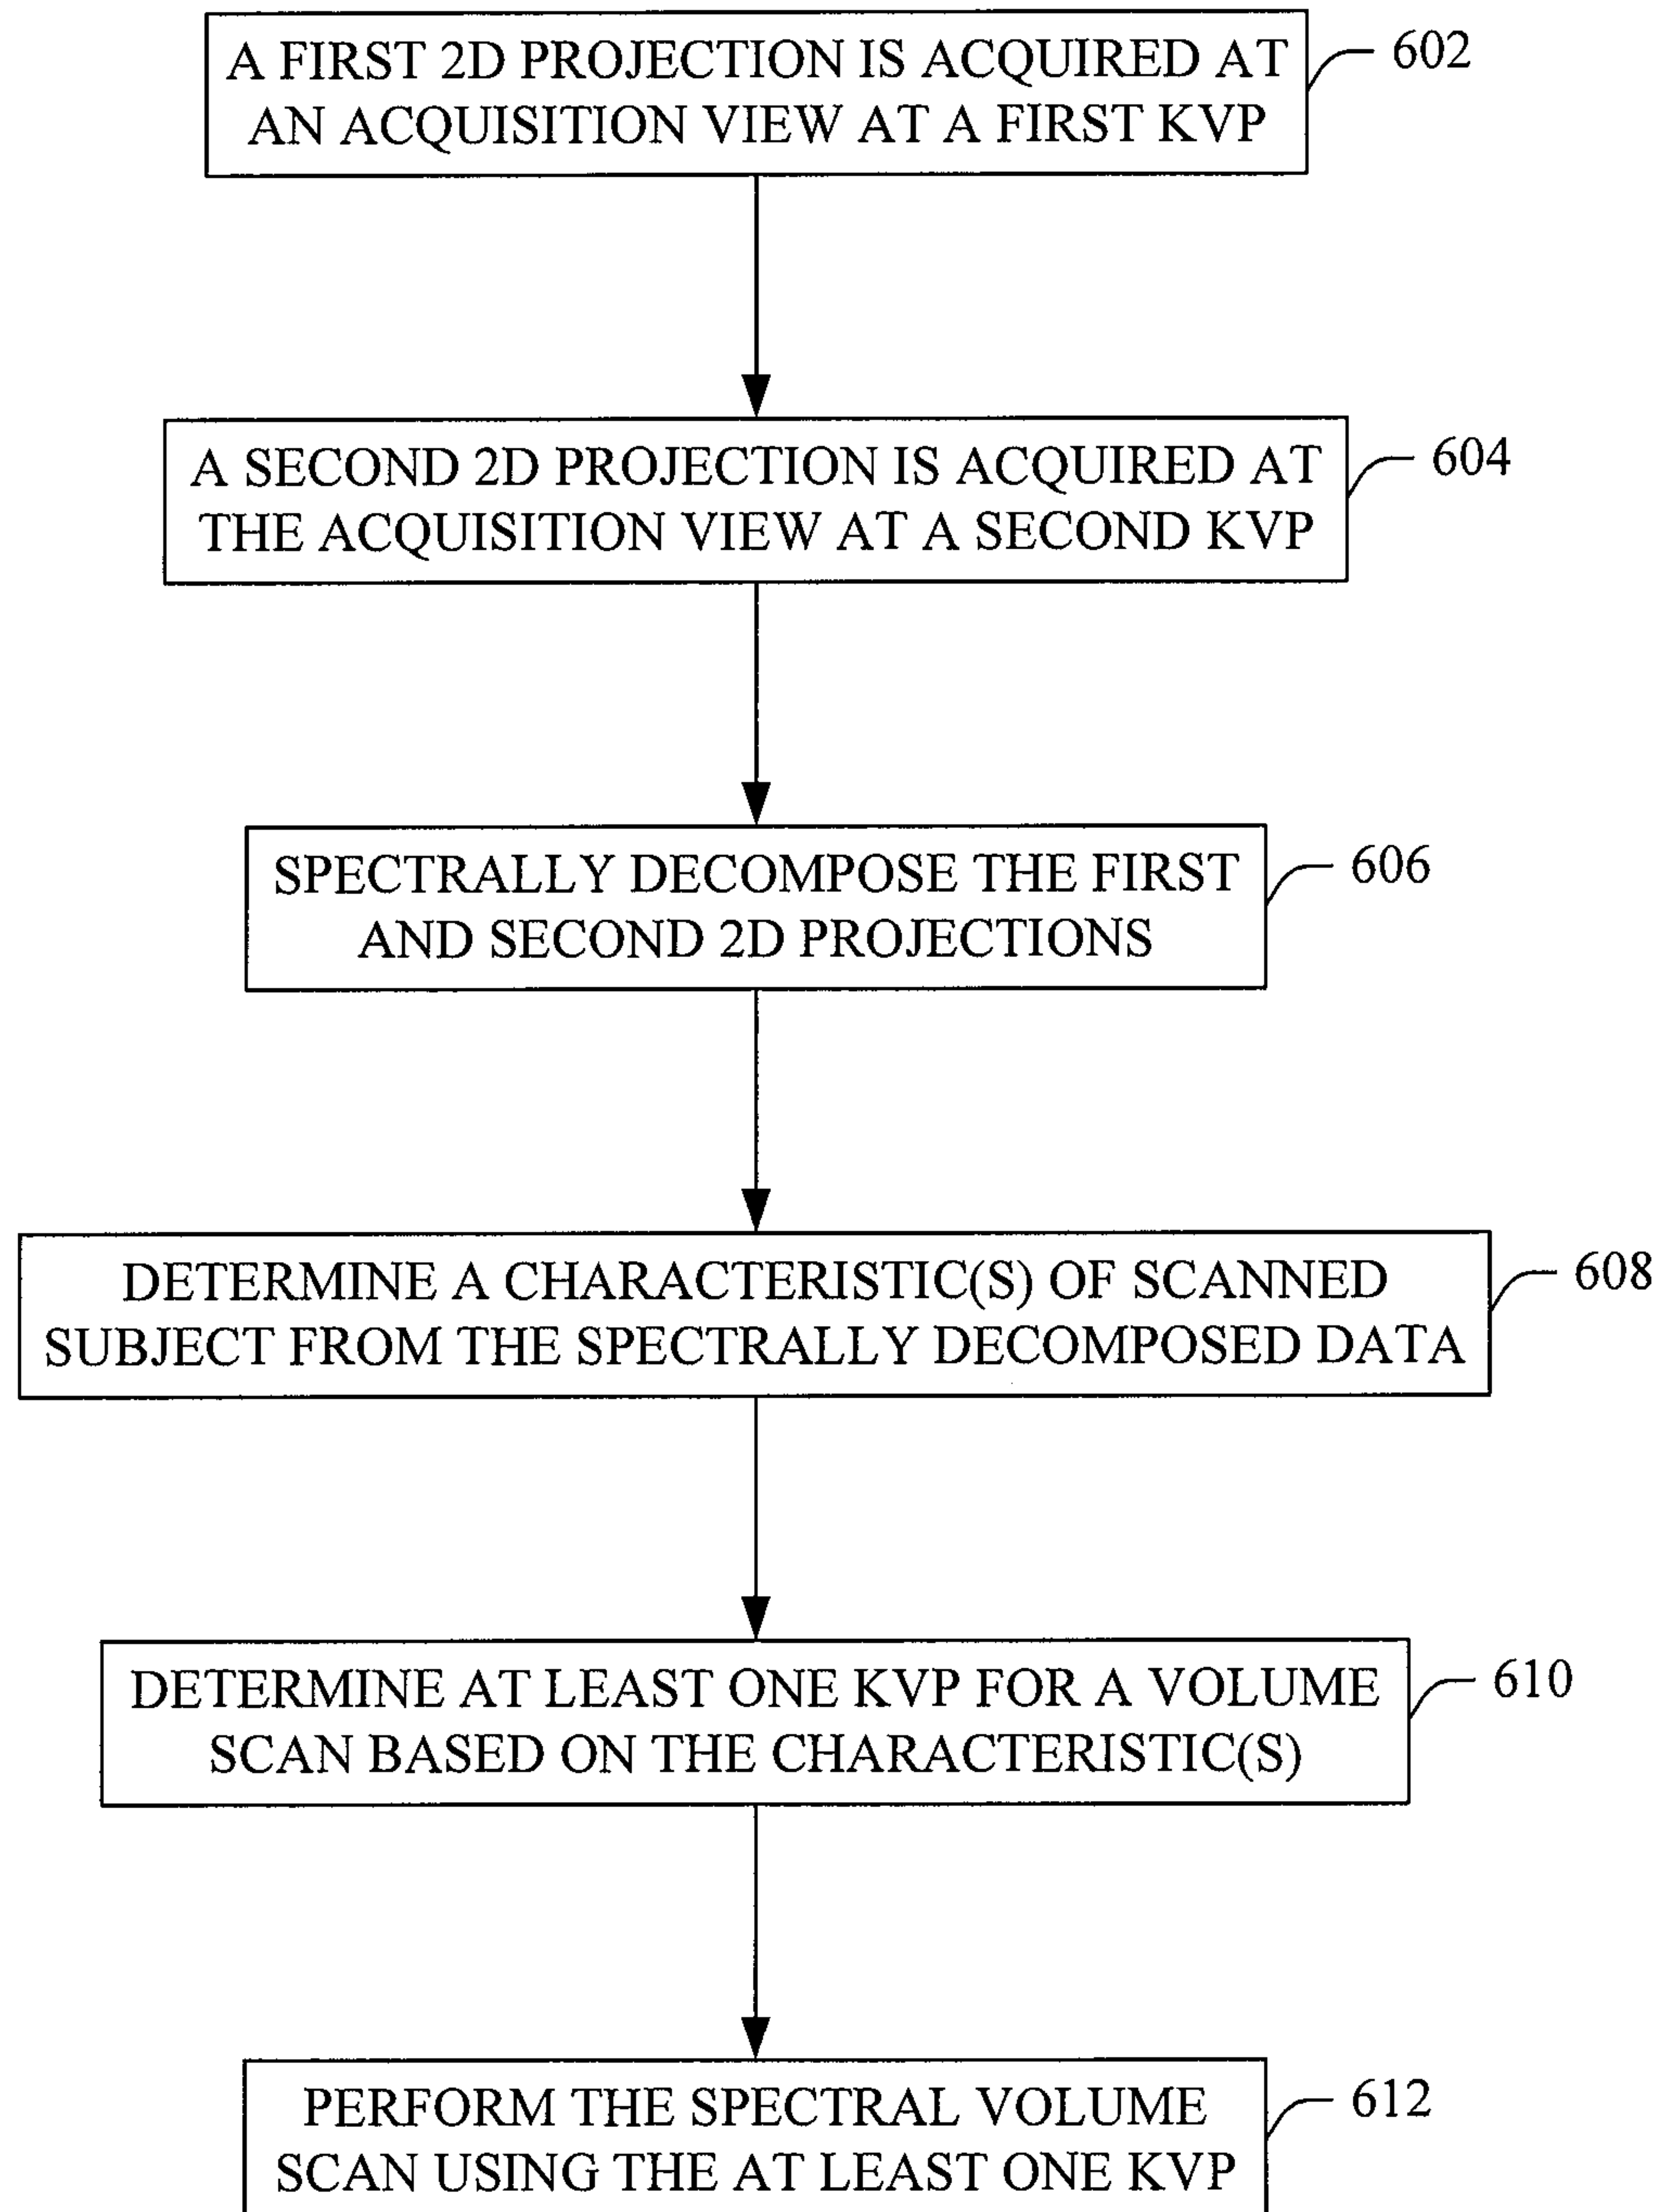 A FIRST 2D PROJECTION IS ACQUIRED AT
AN ACQUISITION VIEW AT A FIRST KVP
602
A SECOND 2D PROJECTION IS ACQUIRED AT
THE ACQUISITION VIEW AT A SECOND KVP
604
SPECTRALLY DECOMPOSE THE FIRST
AND SECOND 2D PROJECTIONS
606
DETERMINE A CHARACTERISTIC(S) OF SCANNED
SUBJECT FROM THE SPECTRALLY DECOMPOSED DATA
608
DETERMINE AT LEAST ONE KVP FOR A VOLUME
SCAN BASED ON THE CHARACTERISTIC(S)
610
PERFORM THE SPECTRAL VOLUME
SCAN USING THE AT LEAST ONE KVP
612